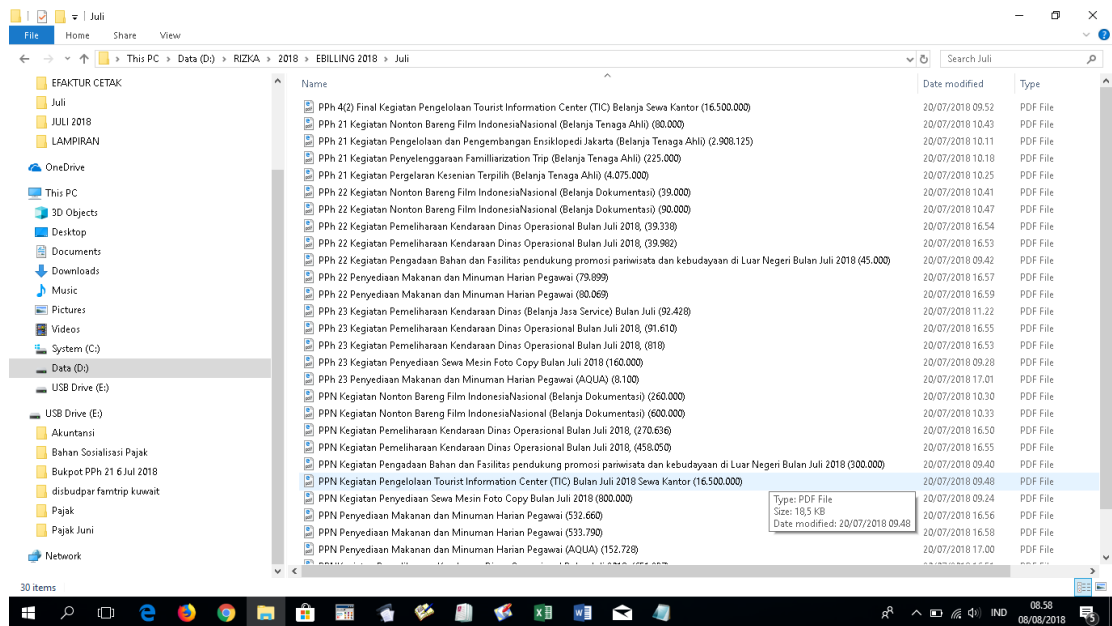 Juli
File Home Share View
This PC > Data (D:) > RIZKA > 2018 > EBILLING 2018 > Juli
Search Juli
EFAKTUR CETAK
Juli
JULI 2018
LAMPIRAN
OneDrive
This PC
3D Objects
Desktop
Documents
Downloads
Music
Pictures
Videos
System (C:)
Data (D:)
USB Drive (E:)
USB Drive (E:)
Akuntansi
Bahan Sosialisasi Pajak
Bukpot PPh 21 6 Jul 2018
disbudpar famtrip kuwait
Pajak
Pajak Juni
Network
Name Date modified Type
PPh 4(2) Final Kegiatan Pengelolaan Tourist Information Center (TIC) Belanja Sewa Kantor (16.500.000) 20/07/2018 09.52 PDF File
PPh 21 Kegiatan Nonton Bareng Film IndonesiaNasional (Belanja Tenaga Ahli) (80.000) 20/07/2018 10.43 PDF File
PPh 21 Kegiatan Pengelolaan dan Pengembangan Ensiklopedi Jakarta (Belanja Tenaga Ahli) (2.908.125) 20/07/2018 10.11 PDF File
PPh 21 Kegiatan Penyelenggaraan Familliarization Trip (Belanja Tenaga Ahli) (225.000) 20/07/2018 10.18 PDF File
PPh 21 Kegiatan Pergelaran Kesenian Terpilih (Belanja Tenaga Ahli) (4.075.000) 20/07/2018 10.25 PDF File
PPh 22 Kegiatan Nonton Bareng Film IndonesiaNasional (Belanja Dokumentasi) (39.000) 20/07/2018 10.41 PDF File
PPh 22 Kegiatan Nonton Bareng Film IndonesiaNasional (Belanja Dokumentasi) (90.000) 20/07/2018 10.47 PDF File
PPh 22 Kegiatan Pemeliharaan Kendaraan Dinas Operasional Bulan Juli 2018, (39.338) 20/07/2018 16.54 PDF File
PPh 22 Kegiatan Pemeliharaan Kendaraan Dinas Operasional Bulan Juli 2018, (39.982) 20/07/2018 16.53 PDF File
PPh 22 Kegiatan Pengadaan Bahan dan Fasilitas pendukung promosi pariwisata dan kebudayaan di Luar Negeri Bulan Juli 2018 (45.000) 20/07/2018 09.42 PDF File
PPh 22 Penyediaan Makanan dan Minuman Harian Pegawai (79.899) 20/07/2018 16.57 PDF File
PPh 22 Penyediaan Makanan dan Minuman Harian Pegawai (80.069) 20/07/2018 16.59 PDF File
PPh 23 Kegiatan Pemeliharaan Kendaraan Dinas (Belanja Jasa Service) Bulan Juli (92.428) 20/07/2018 11.22 PDF File
PPh 23 Kegiatan Pemeliharaan Kendaraan Dinas Operasional Bulan Juli 2018, (91.610) 20/07/2018 16.55 PDF File
PPh 23 Kegiatan Pemeliharaan Kendaraan Dinas Operasional Bulan Juli 2018, (818) 20/07/2018 16.53 PDF File
PPh 23 Kegiatan Penyediaan Sewa Mesin Foto Copy Bulan Juli 2018 (160.000) 20/07/2018 09.28 PDF File
PPh 23 Penyediaan Makanan dan Minuman Harian Pegawai (AQUA) (8.100) 20/07/2018 17.01 PDF File
PPN Kegiatan Nonton Bareng Film IndonesiaNasional (Belanja Dokumentasi) (260.000) 20/07/2018 10.30 PDF File
PPN Kegiatan Nonton Bareng Film IndonesiaNasional (Belanja Dokumentasi) (600.000) 20/07/2018 10.33 PDF File
PPN Kegiatan Pemeliharaan Kendaraan Dinas Operasional Bulan Juli 2018, (270.636) 20/07/2018 16.50 PDF File
PPN Kegiatan Pemeliharaan Kendaraan Dinas Operasional Bulan Juli 2018, (458.050) 20/07/2018 16.55 PDF File
PPN Kegiatan Pengadaan Bahan dan Fasilitas pendukung promosi pariwisata dan kebudayaan di Luar Negeri Bulan Juli 2018 (300.000) 20/07/2018 09.40 PDF File
PPN Kegiatan Pengelolaan Tourist Information Center (TIC) Bulan Juli 2018 Sewa Kantor (16.500.000) 20/07/2018 09.48 PDF File
PPN Kegiatan Penyediaan Sewa Mesin Foto Copy Bulan Juli 2018 (800.000) 20/07/2018 09.24 PDF File
PPN Penyediaan Makanan dan Minuman Harian Pegawai (532.660) 20/07/2018 16.56 PDF File
PPN Penyediaan Makanan dan Minuman Harian Pegawai (533.790) 20/07/2018 16.58 PDF File
PPN Penyediaan Makanan dan Minuman Harian Pegawai (AQUA) (152.728) 20/07/2018 17.00 PDF File
Type: PDF File
Size: 18,5 KB
Date modified: 20/07/2018 09.48
30 items
IND
08.58
08/08/2018
5